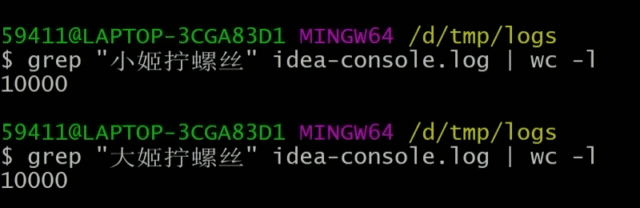 59411@LAPTOP-3CGA83D1 MINGW64 /d/tmp/logs
$ grep "小姬拧螺丝" idea-console.log | wc -l
10000
59411@LAPTOP-3CGA83D1 MINGW64 /d/tmp/logs
$ grep "大姬拧螺丝" idea-console.log | wc -l
10000